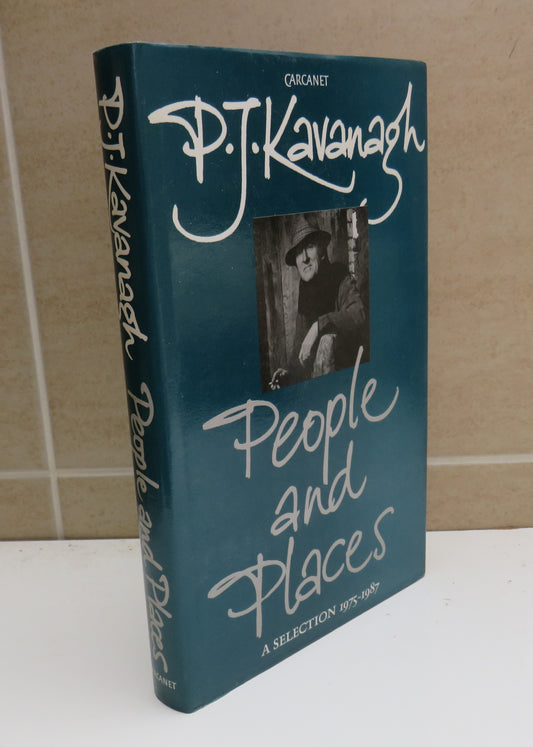 CARCANET
P.J.Kavanagh
People
and
Places
A SELECTION 1975-1987
P.J.Kavanagh People and Places
CARCANET